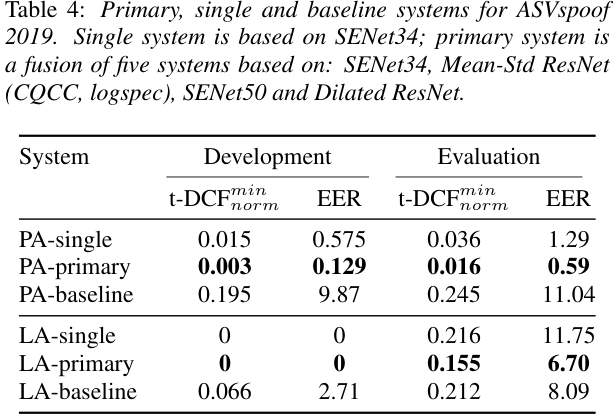 Table 4: Primary, single and baseline systems for ASVspoof
2019. Single system is based on SENet34; primary system is
a fusion of five systems based on: SENet34, Mean-Std ResNet
(CQCC, logspec), SENet50 and Dilated ResNet.
System Development Evaluation
t-DCF^{min}_{norm} EER t-DCF^{min}_{norm} EER
PA-single 0.015 0.575 0.036 1.29
PA-primary 0.003 0.129 0.016 0.59
PA-baseline 0.195 9.87 0.245 11.04
LA-single 0 0 0.216 11.75
LA-primary 0 0 0.155 6.70
LA-baseline 0.066 2.71 0.212 8.09